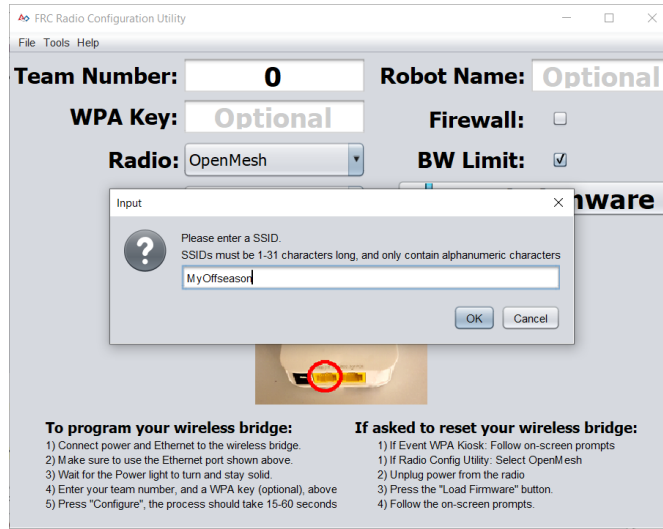 FRC Radio Configuration Utility
File Tools Help
Team Number: 0 Robot Name: Optional
WPA Key: Optional Firewall:
Radio: OpenMesh BW Limit:
Input
Please enter a SSID.
SSIDs must be 1-31 characters long, and only contain alphanumeric characters
MyOffseason
OK Cancel
To program your wireless bridge:
1) Connect power and Ethernet to the wireless bridge.
2) Make sure to use the Ethernet port shown above.
3) Wait for the Power light to turn and stay solid.
4) Enter your team number, and a WPA key (optional), above
5) Press "Configure", the process should take 15-60 seconds
If asked to reset your wireless bridge:
1) If Event WPA Kiosk: Follow on-screen prompts
1) If Radio Config Utility: Select OpenMesh
2) Unplug power from the radio
3) Press the "Load Firmware" button.
4) Follow the on-screen prompts.